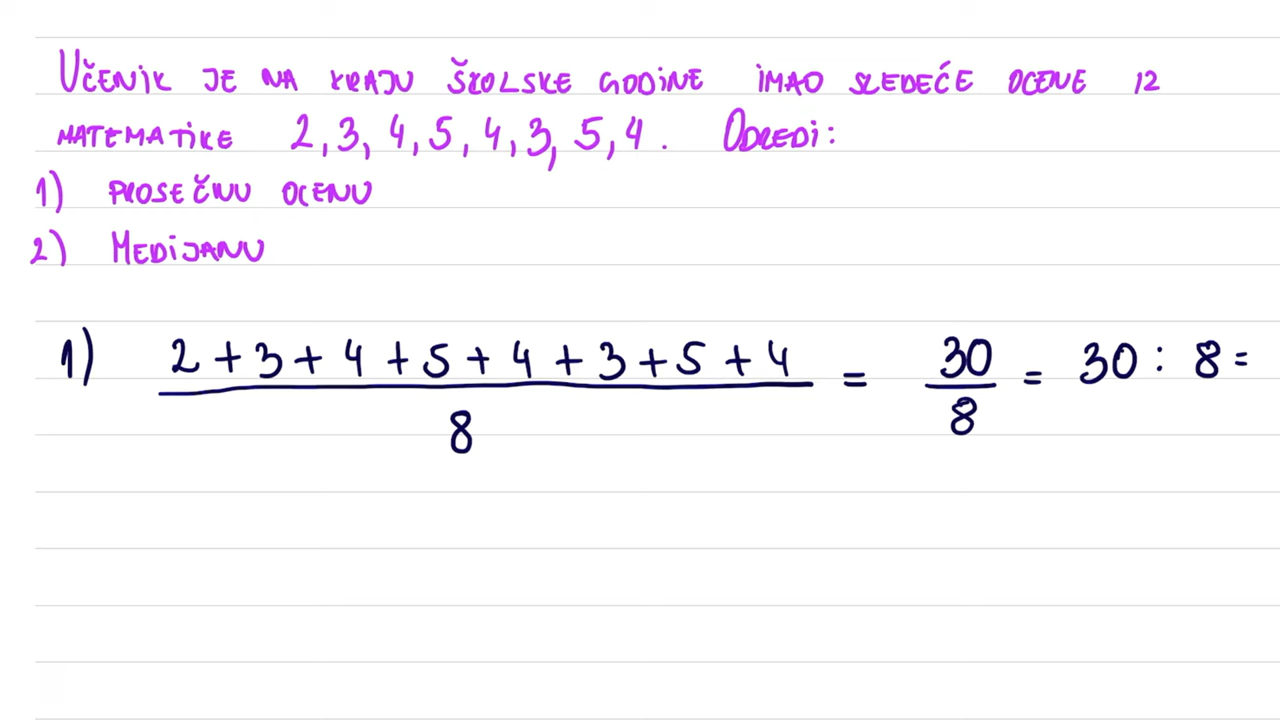 UČENIK JE NA KRAJU ŠKOLSKE GODINE IMAO SLEDEĆE OCENE IZ
MATEMATIKE 2, 3, 4, 5, 4, 3, 5, 4. ODREDI:
1) PROSEČNU OCENU
2) MEDIJANU
1) 2 + 3 + 4 + 5 + 4 + 3 + 5 + 4 = 30 = 30 : 8 =
8 8